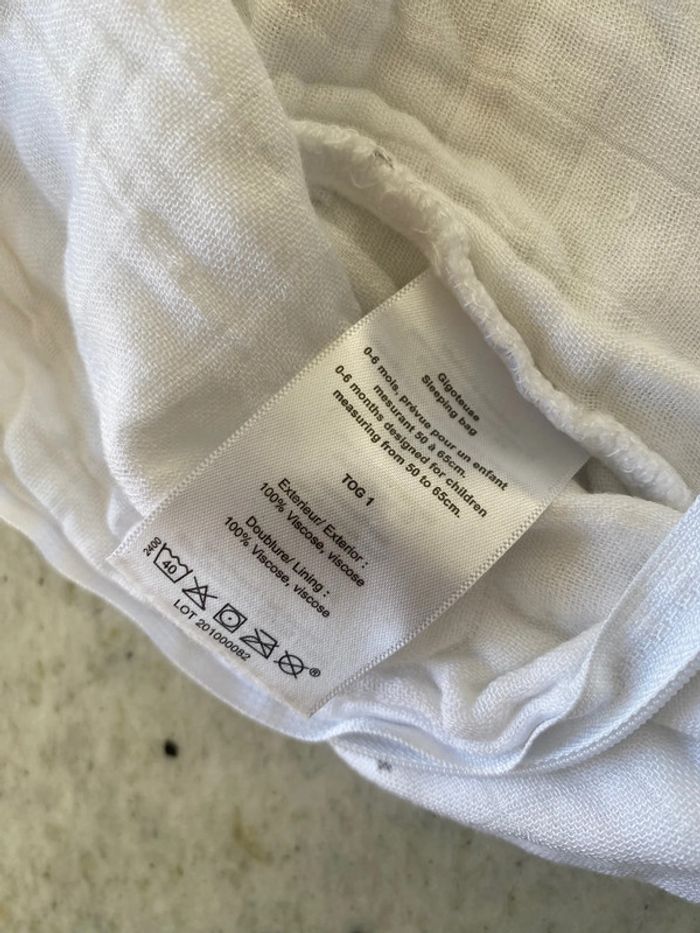 Gigoteuse
Sleeping bag
0-6 mois, prévue pour un enfant
mesurant 50 à 65cm.
0-6 months designed for children
measuring from 50 to 65cm.
TOG 1
Exterieur/ Exterior :
100% Viscose, viscose
Doublure/ Lining :
100% Viscose, viscose
2400
40
®
LOT 201000082